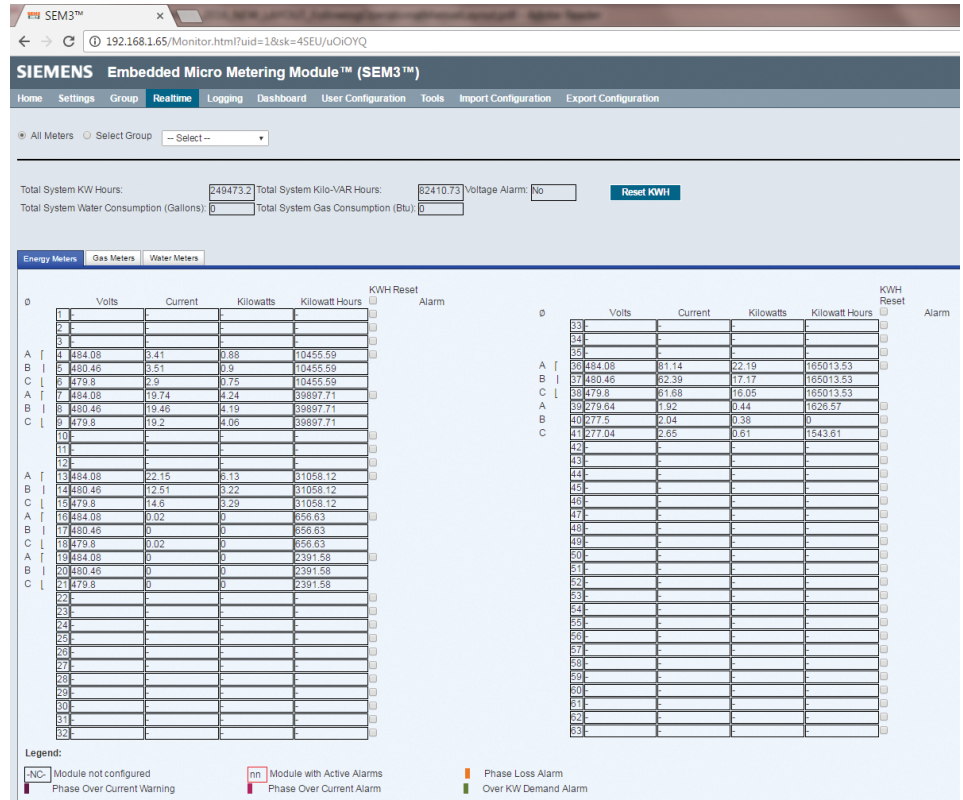 SEM3™
192.168.1.65/Monitor.html?uid=1&sk=4SEU/uOiOYQ
SIEMENS Embedded Micro Metering Module™ (SEM3™)
Home Settings Group Realtime Logging Dashboard User Configuration Tools Import Configuration Export Configuration
All Meters Select Group -- Select --
Total System KW Hours: 249473.2 Total System Kilo-VAR Hours: 82410.73 Voltage Alarm: No Reset KWH
Total System Water Consumption (Gallons): 0 Total System Gas Consumption (Btu): 0
Energy Meters Gas Meters Water Meters
KWH Reset
Ø Volts Current Kilowatts Kilowatt Hours Alarm
1 - - - -
2 - - - -
3 - - - -
A 4 484.08 3.41 0.88 10455.59
B 5 480.46 3.51 0.9 10455.59
C 6 479.8 2.9 0.75 10455.59
A 7 484.08 19.74 4.24 39897.71
B 8 480.46 19.46 4.19 39897.71
C 9 479.8 19.2 4.06 39897.71
10 - - - -
11 - - - -
12 - - - -
A 13 484.08 22.15 6.13 31058.12
B 14 480.46 12.51 3.22 31058.12
C 15 479.8 14.6 3.29 31058.12
A 16 484.08 0.02 0 656.63
B 17 480.46 0 0 656.63
C 18 479.8 0.02 0 656.63
A 19 484.08 0 0 2391.58
B 20 480.46 0 0 2391.58
C 21 479.8 0 0 2391.58
22 - - - -
23 - - - -
24 - - - -
25 - - - -
26 - - - -
27 - - - -
28 - - - -
29 - - - -
30 - - - -
31 - - - -
32 - - - -
KWH
Reset
Ø Volts Current Kilowatts Kilowatt Hours Alarm
33 - - - -
34 - - - -
35 - - - -
A 36 484.08 81.14 22.19 165013.53
B 37 480.46 62.39 17.17 165013.53
C 38 479.8 61.68 16.05 165013.53
A 39 279.64 1.92 0.44 1626.57
B 40 277.5 2.04 0.38 0
C 41 277.04 2.65 0.61 1543.61
42 - - - -
43 - - - -
44 - - - -
45 - - - -
46 - - - -
47 - - - -
48 - - - -
49 - - - -
50 - - - -
51 - - - -
52 - - - -
53 - - - -
54 - - - -
55 - - - -
56 - - - -
57 - - - -
58 - - - -
59 - - - -
60 - - - -
61 - - - -
62 - - - -
63 - - - -
Legend:
-NC- Module not configured nn Module with Active Alarms Phase Loss Alarm
Phase Over Current Warning Phase Over Current Alarm Over KW Demand Alarm